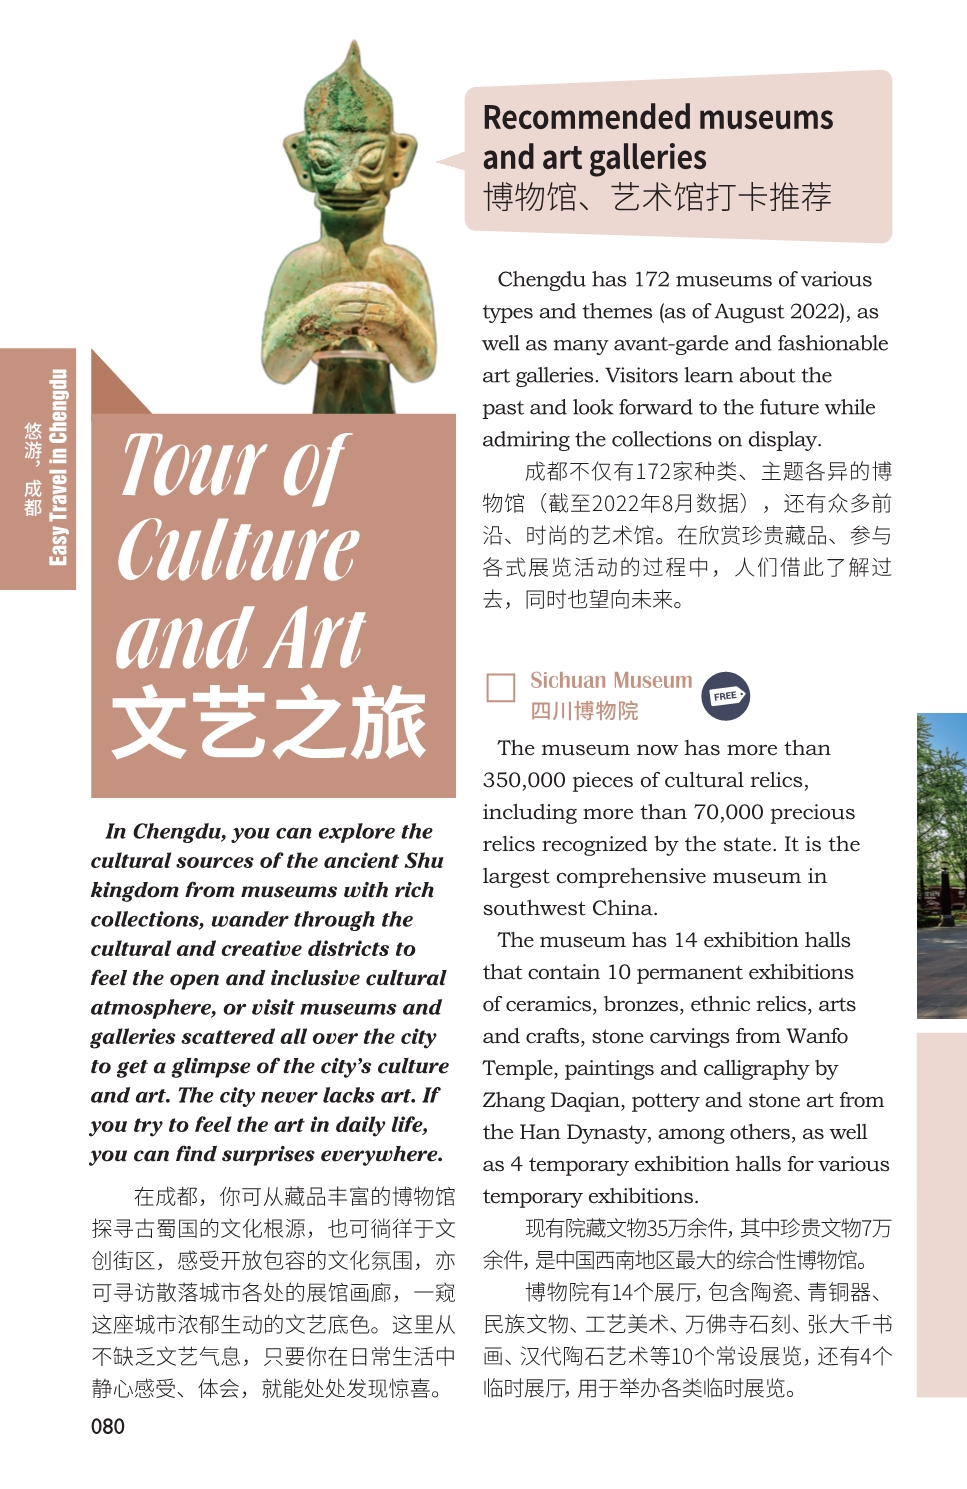 悠游，成都
Easy Travel in Chengdu
Tour of
Culture
and Art
文艺之旅
In Chengdu, you can explore the
cultural sources of the ancient Shu
kingdom from museums with rich
collections, wander through the
cultural and creative districts to
feel the open and inclusive cultural
atmosphere, or visit museums and
galleries scattered all over the city
to get a glimpse of the city's culture
and art. The city never lacks art. If
you try to feel the art in daily life,
you can find surprises everywhere.
在成都，你可从藏品丰富的博物馆
探寻古蜀国的文化根源，也可徜徉于文
创街区，感受开放包容的文化氛围，亦
可寻访散落城市各处的展馆画廊，一窥
这座城市浓郁生动的文艺底色。这里从
不缺乏文艺气息，只要你在日常生活中
静心感受、体会，就能处处发现惊喜。
080
Recommended museums
and art galleries
博物馆、艺术馆打卡推荐
Chengdu has 172 museums of various
types and themes (as of August 2022), as
well as many avant-garde and fashionable
art galleries. Visitors learn about the
past and look forward to the future while
admiring the collections on display.
成都不仅有172家种类、主题各异的博
物馆（截至2022年8月数据），还有众多前
沿、时尚的艺术馆。在欣赏珍贵藏品、参与
各式展览活动的过程中，人们借此了解过
去，同时也望向未来。
Sichuan Museum
四川博物院
FREE
The museum now has more than
350,000 pieces of cultural relics,
including more than 70,000 precious
relics recognized by the state. It is the
largest comprehensive museum in
southwest China.
The museum has 14 exhibition halls
that contain 10 permanent exhibitions
of ceramics, bronzes, ethnic relics, arts
and crafts, stone carvings from Wanfo
Temple, paintings and calligraphy by
Zhang Daqian, pottery and stone art from
the Han Dynasty, among others, as well
as 4 temporary exhibition halls for various
temporary exhibitions.
现有院藏文物35万余件，其中珍贵文物7万
余件，是中国西南地区最大的综合性博物馆。
博物院有14个展厅，包含陶瓷、青铜器、
民族文物、工艺美术、万佛寺石刻、张大千书
画、汉代陶石艺术等10个常设展览，还有4个
临时展厅，用于举办各类临时展览。